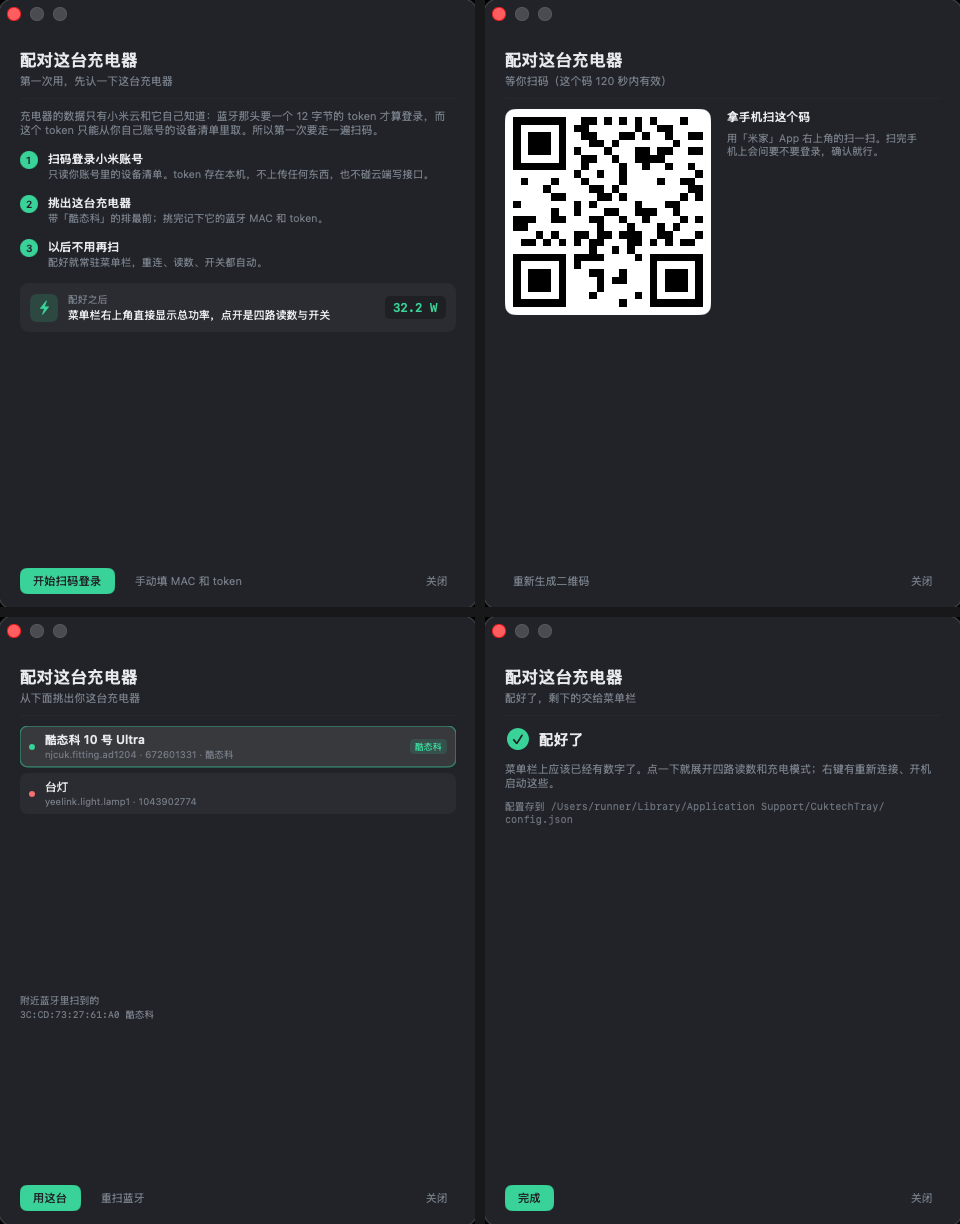 配对这台充电器
第一次用，先认一下这台充电器
充电器的数据只有小米云和它自己知道：蓝牙那头要一个 12 字节的 token 才算登录，而
这个 token 只能从你自己账号的设备清单里取。所以第一次要走一遍扫码。
1 扫码登录小米账号
只读你账号里的设备清单。token 存在本机，不上传任何东西，也不碰云端写接口。
2 挑出这台充电器
带「酷态科」的排最前；挑完记下它的蓝牙 MAC 和 token。
3 以后不用再扫
配好就常驻菜单栏，重连、读数、开关都自动。
配好之后
菜单栏右上角直接显示总功率，点开是四路读数与开关
32.2 W
开始扫码登录 手动填 MAC 和 token 关闭
配对这台充电器
等你扫码（这个码 120 秒内有效）
拿手机扫这个码
用「米家」App 右上角的扫一扫。扫完手
机上会问要不要登录，确认就行。
重新生成二维码 关闭
配对这台充电器
从下面挑出你这台充电器
酷态科 10 号 Ultra
njcuk.fitting.ad1204 · 672601331 · 酷态科
酷态科
台灯
yeelink.light.lamp1 · 1043902774
附近蓝牙里扫到的
3C:CD:73:27:61:A0 酷态科
用这台 重扫蓝牙 关闭
配对这台充电器
配好了，剩下的交给菜单栏
配好了
菜单栏上应该已经有数字了。点一下就展开四路读数和充电模式；右键有重新连接、开机
启动这些。
配置存到 /Users/runner/Library/Application Support/CuktechTray/
config.json
完成 关闭